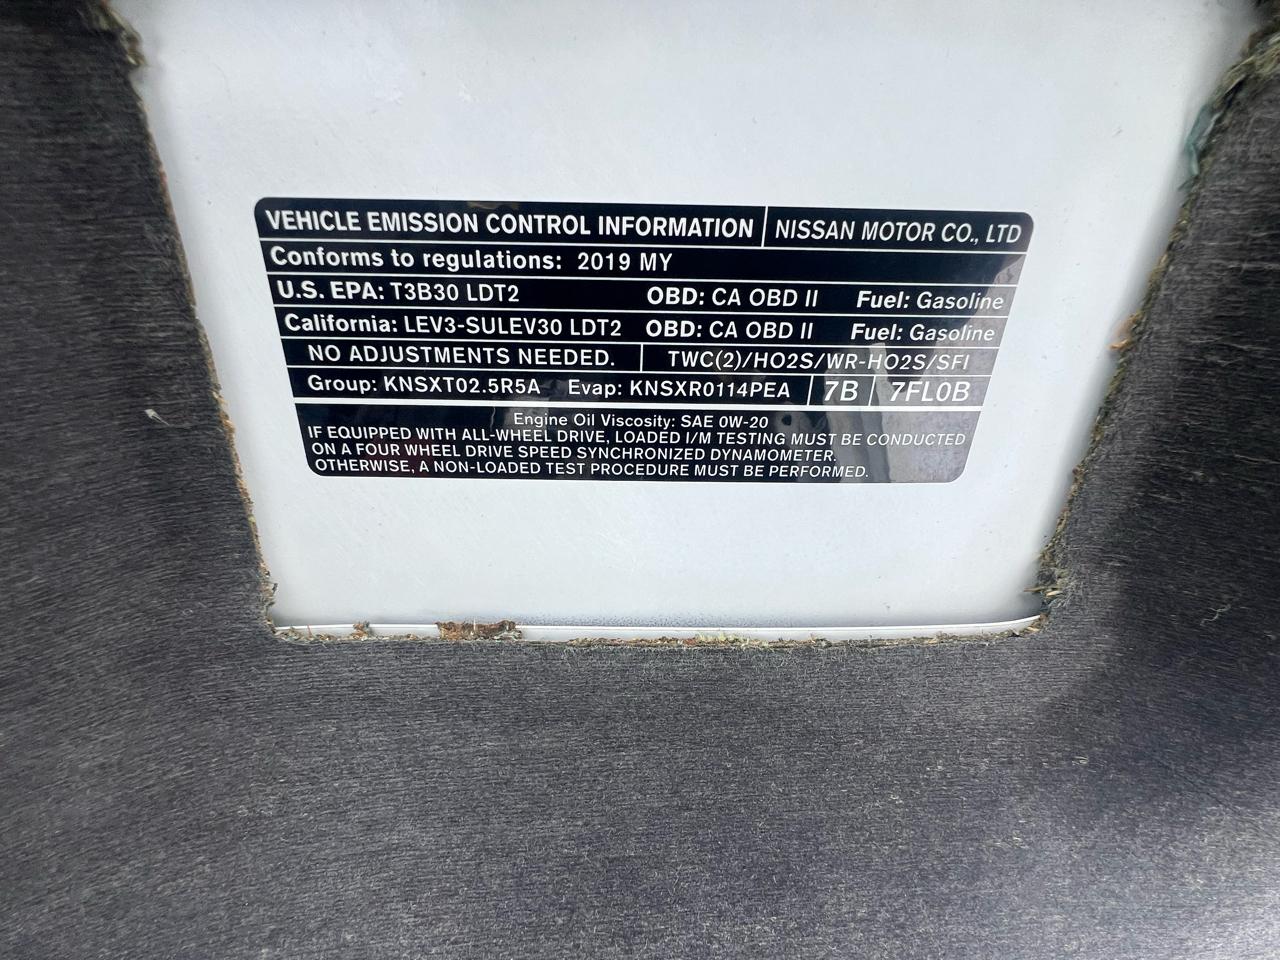 VEHICLE EMISSION CONTROL INFORMATION NISSAN MOTOR CO., LTD
Conforms to regulations: 2019 MY
U.S. EPA: T3B30 LDT2 OBD: CA OBD II Fuel: Gasoline
California: LEV3-SULEV30 LDT2 OBD: CA OBD II Fuel: Gasoline
NO ADJUSTMENTS NEEDED. TWC(2)/HO2S/WR-HO2S/SFI
Group: KNSXT02.5R5A Evap: KNSXR0114PEA 7B 7FL0B
Engine Oil Viscosity: SAE 0W-20
IF EQUIPPED WITH ALL-WHEEL DRIVE, LOADED I/M TESTING MUST BE CONDUCTED
ON A FOUR WHEEL DRIVE SPEED SYNCHRONIZED DYNAMOMETER.
OTHERWISE, A NON-LOADED TEST PROCEDURE MUST BE PERFORMED.